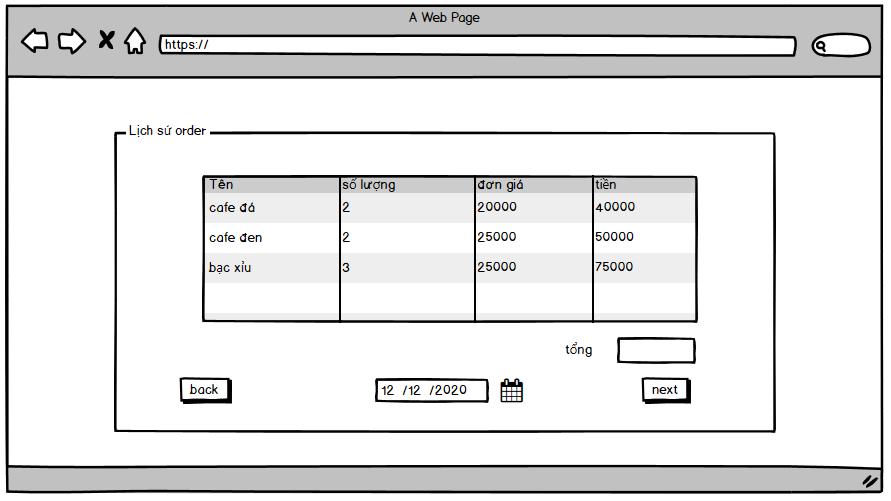 A Web Page
https://
Lịch sử order
Tên số lượng đơn giá tiền
cafe đá 2 20000 40000
cafe đen 2 25000 50000
bạc xỉu 3 25000 75000
tổng
back 12 /12 /2020 next